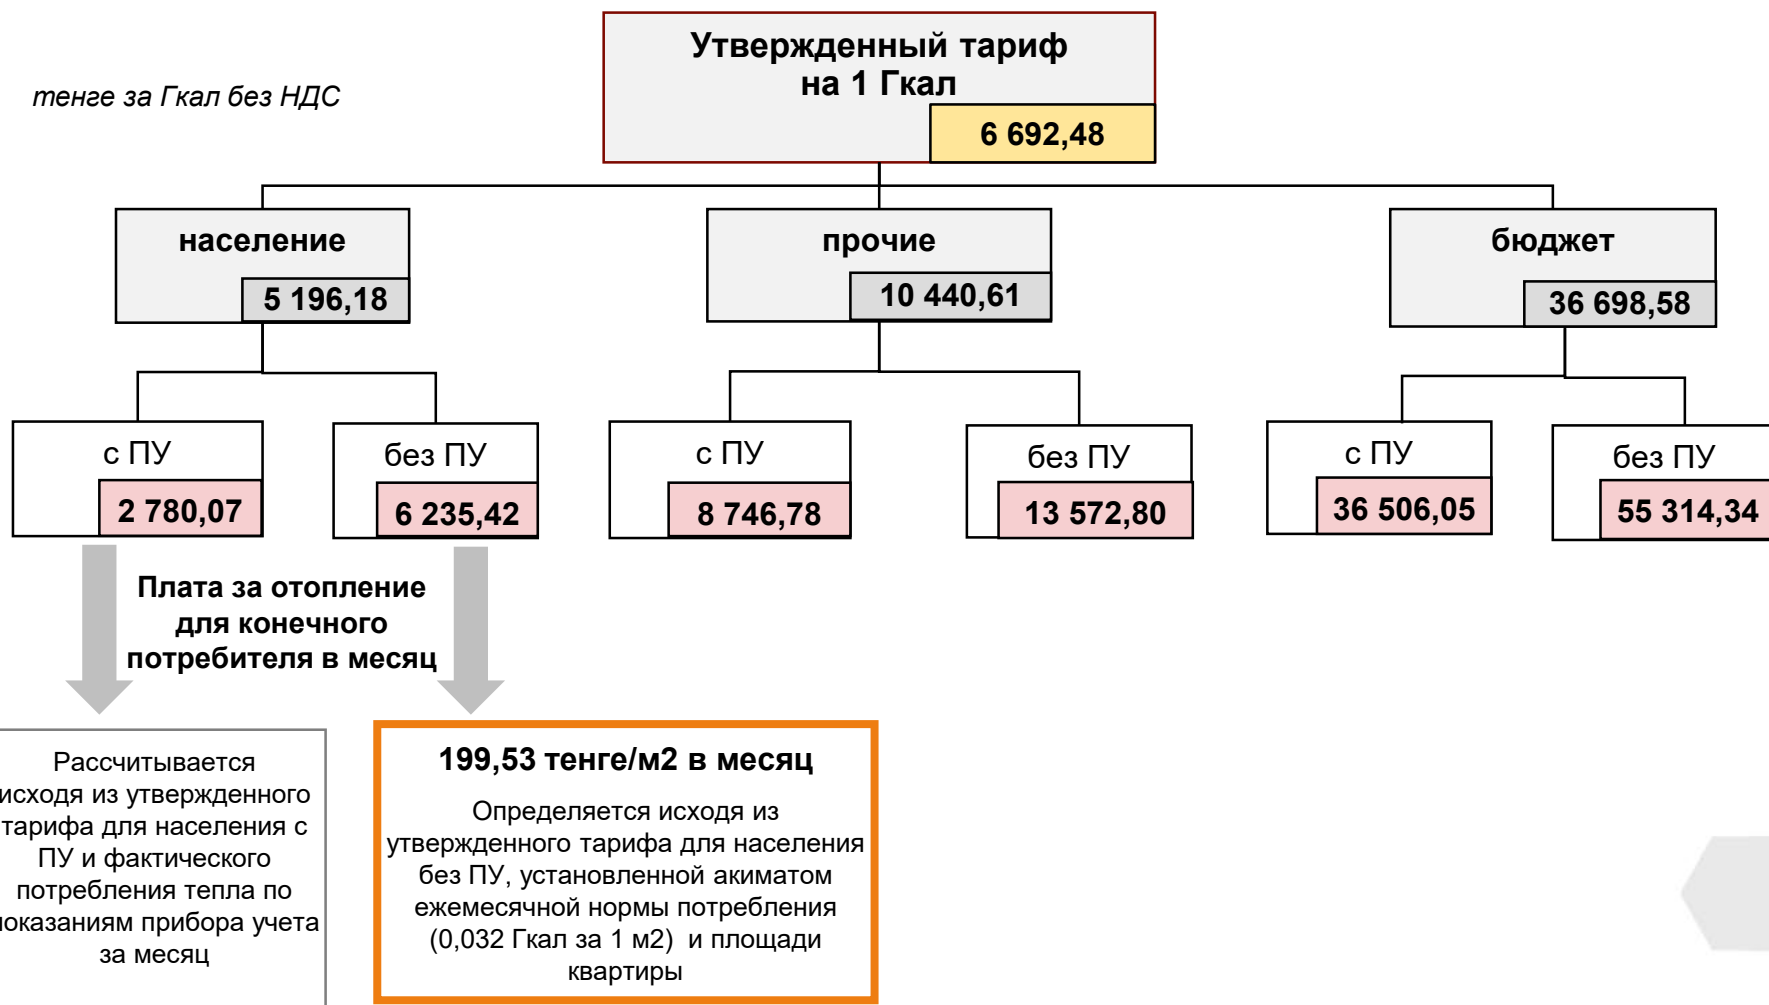 Утвержденный тариф
на 1 Гкал
тенге за Гкал без НДС
6 692,48
население
5 196,18
прочие
10 440,61
бюджет
36 698,58
с ПУ
2 780,07
без ПУ
6 235,42
с ПУ
8 746,78
без ПУ
13 572,80
с ПУ
36 506,05
без ПУ
55 314,34
Плата за отопление
для конечного
потребителя в месяц
Рассчитывается
исходя из утвержденного
тарифа для населения с
ПУ и фактического
потребления тепла по
показаниям прибора учета
за месяц
199,53 тенге/м2 в месяц
Определяется исходя из
утвержденного тарифа для населения
без ПУ, установленной акиматом
ежемесячной нормы потребления
(0,032 Гкал за 1 м2)  и площади
квартиры